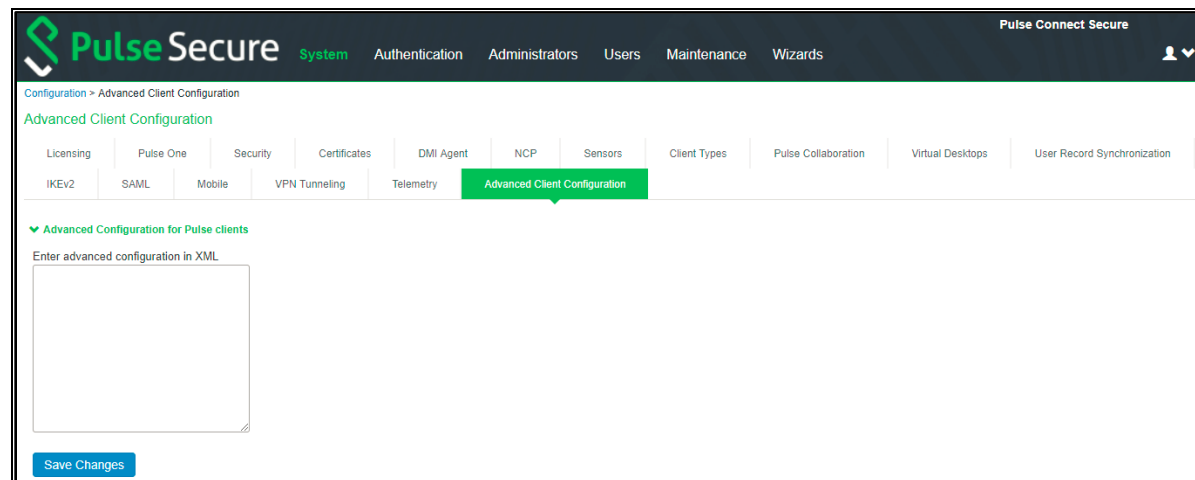 Pulse Connect Secure
Pulse Secure System Authentication Administrators Users Maintenance Wizards
Configuration > Advanced Client Configuration
Advanced Client Configuration
Licensing Pulse One Security Certificates DMI Agent NCP Sensors Client Types Pulse Collaboration Virtual Desktops User Record Synchronization
IKEv2 SAML Mobile VPN Tunneling Telemetry Advanced Client Configuration
Advanced Configuration for Pulse clients
Enter advanced configuration in XML
Save Changes